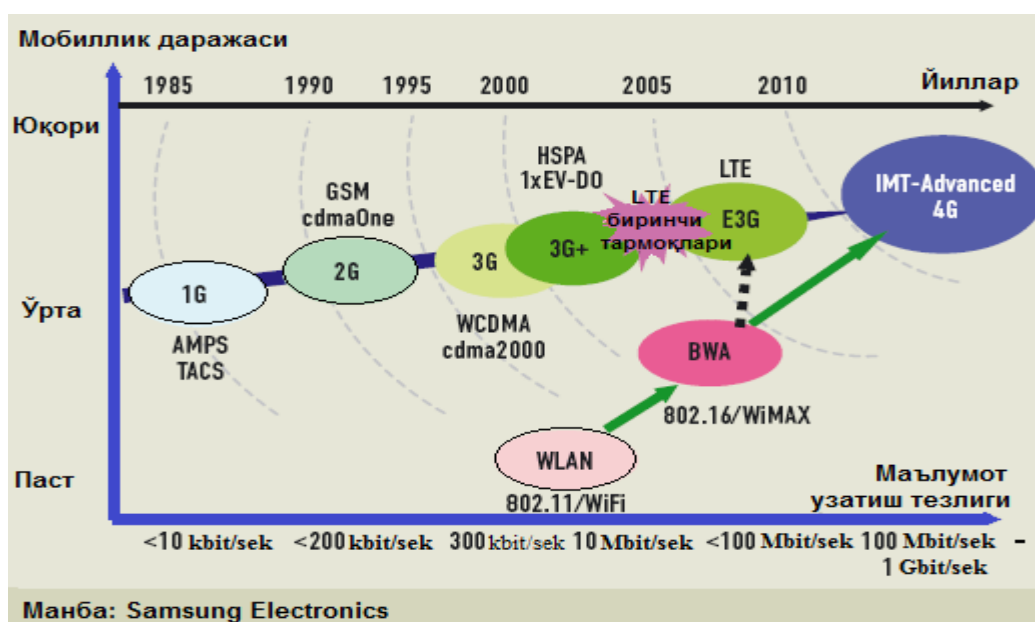 Мобиллик даражаси
1985 1990 1995 2000 2005 2010 Йиллар
Юқори
HSPA
1xEV-DO
LTE
GSM
cdmaOne
LTE
биринчи
тармоқлари
IMT-Advanced
4G
1G
2G
3G
3G+
E3G
Ўрта
AMPS
TACS
WCDMA
cdma2000
BWA
802.16/WiMAX
WLAN
802.11/WiFi
Паст
Маълумот
узатиш тезлиги
<10 kbit/sek <200 kbit/sek 300 kbit/sek 10 Mbit/sek <100 Mbit/sek 100 Mbit/sek –
1 Gbit/sek
Манба: Samsung Electronics